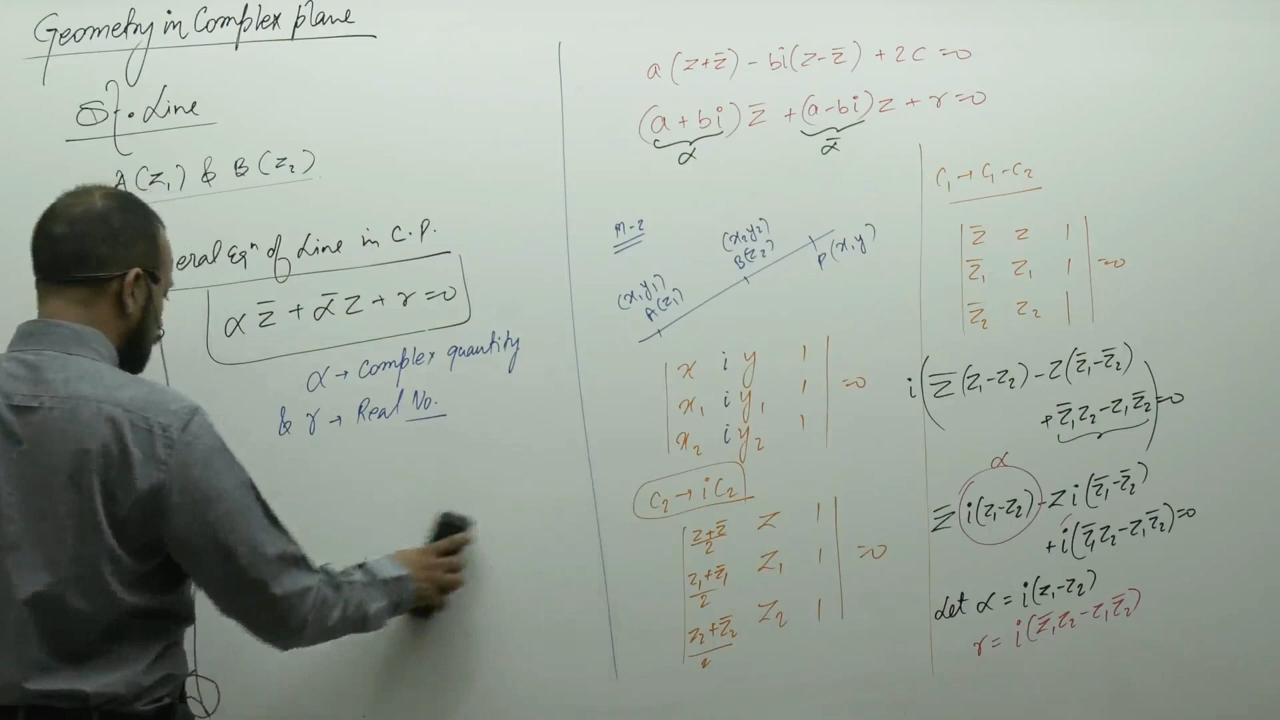 Geometry in Complex plane
St. Line
A(z₁) & B(z₂)
eral Eqⁿ of Line in C.P.
α z̄ + ᾱ z + r = 0
α → Complex quantity
& r → Real No.
a(z+z̄) - bi(z-z̄) + 2C = 0
(a+bi) z̄ + (a-bi) z + r = 0
α ᾱ
M-2
(x₁,y₁)
A(z₁)
(x₂,y₂)
B(z₂)
P(x,y)
| x iy 1 |
| x₁ iy₁ 1 | = 0
| x₂ iy₂ 1 |
C₂ → iC₂
| (z+z̄)/2 z 1 |
| (z₁+z̄₁)/2 z₁ 1 | = 0
| (z₂+z̄₂)/2 z₂ 1 |
C₁ → C₁-C₂
| z̄ z 1 |
| z̄₁ z₁ 1 | = 0
| z̄₂ z₂ 1 |
i( z̄(z₁-z₂) - z(z̄₁-z̄₂)
+ z̄₁z₂ - z₁z̄₂ ) = 0
α
z̄ i(z₁-z₂) - z i(z̄₁-z̄₂)
+ i(z̄₁z₂ - z₁z̄₂) = 0
Let α = i(z₁-z₂)
r = i(z̄₁z₂ - z₁z̄₂)